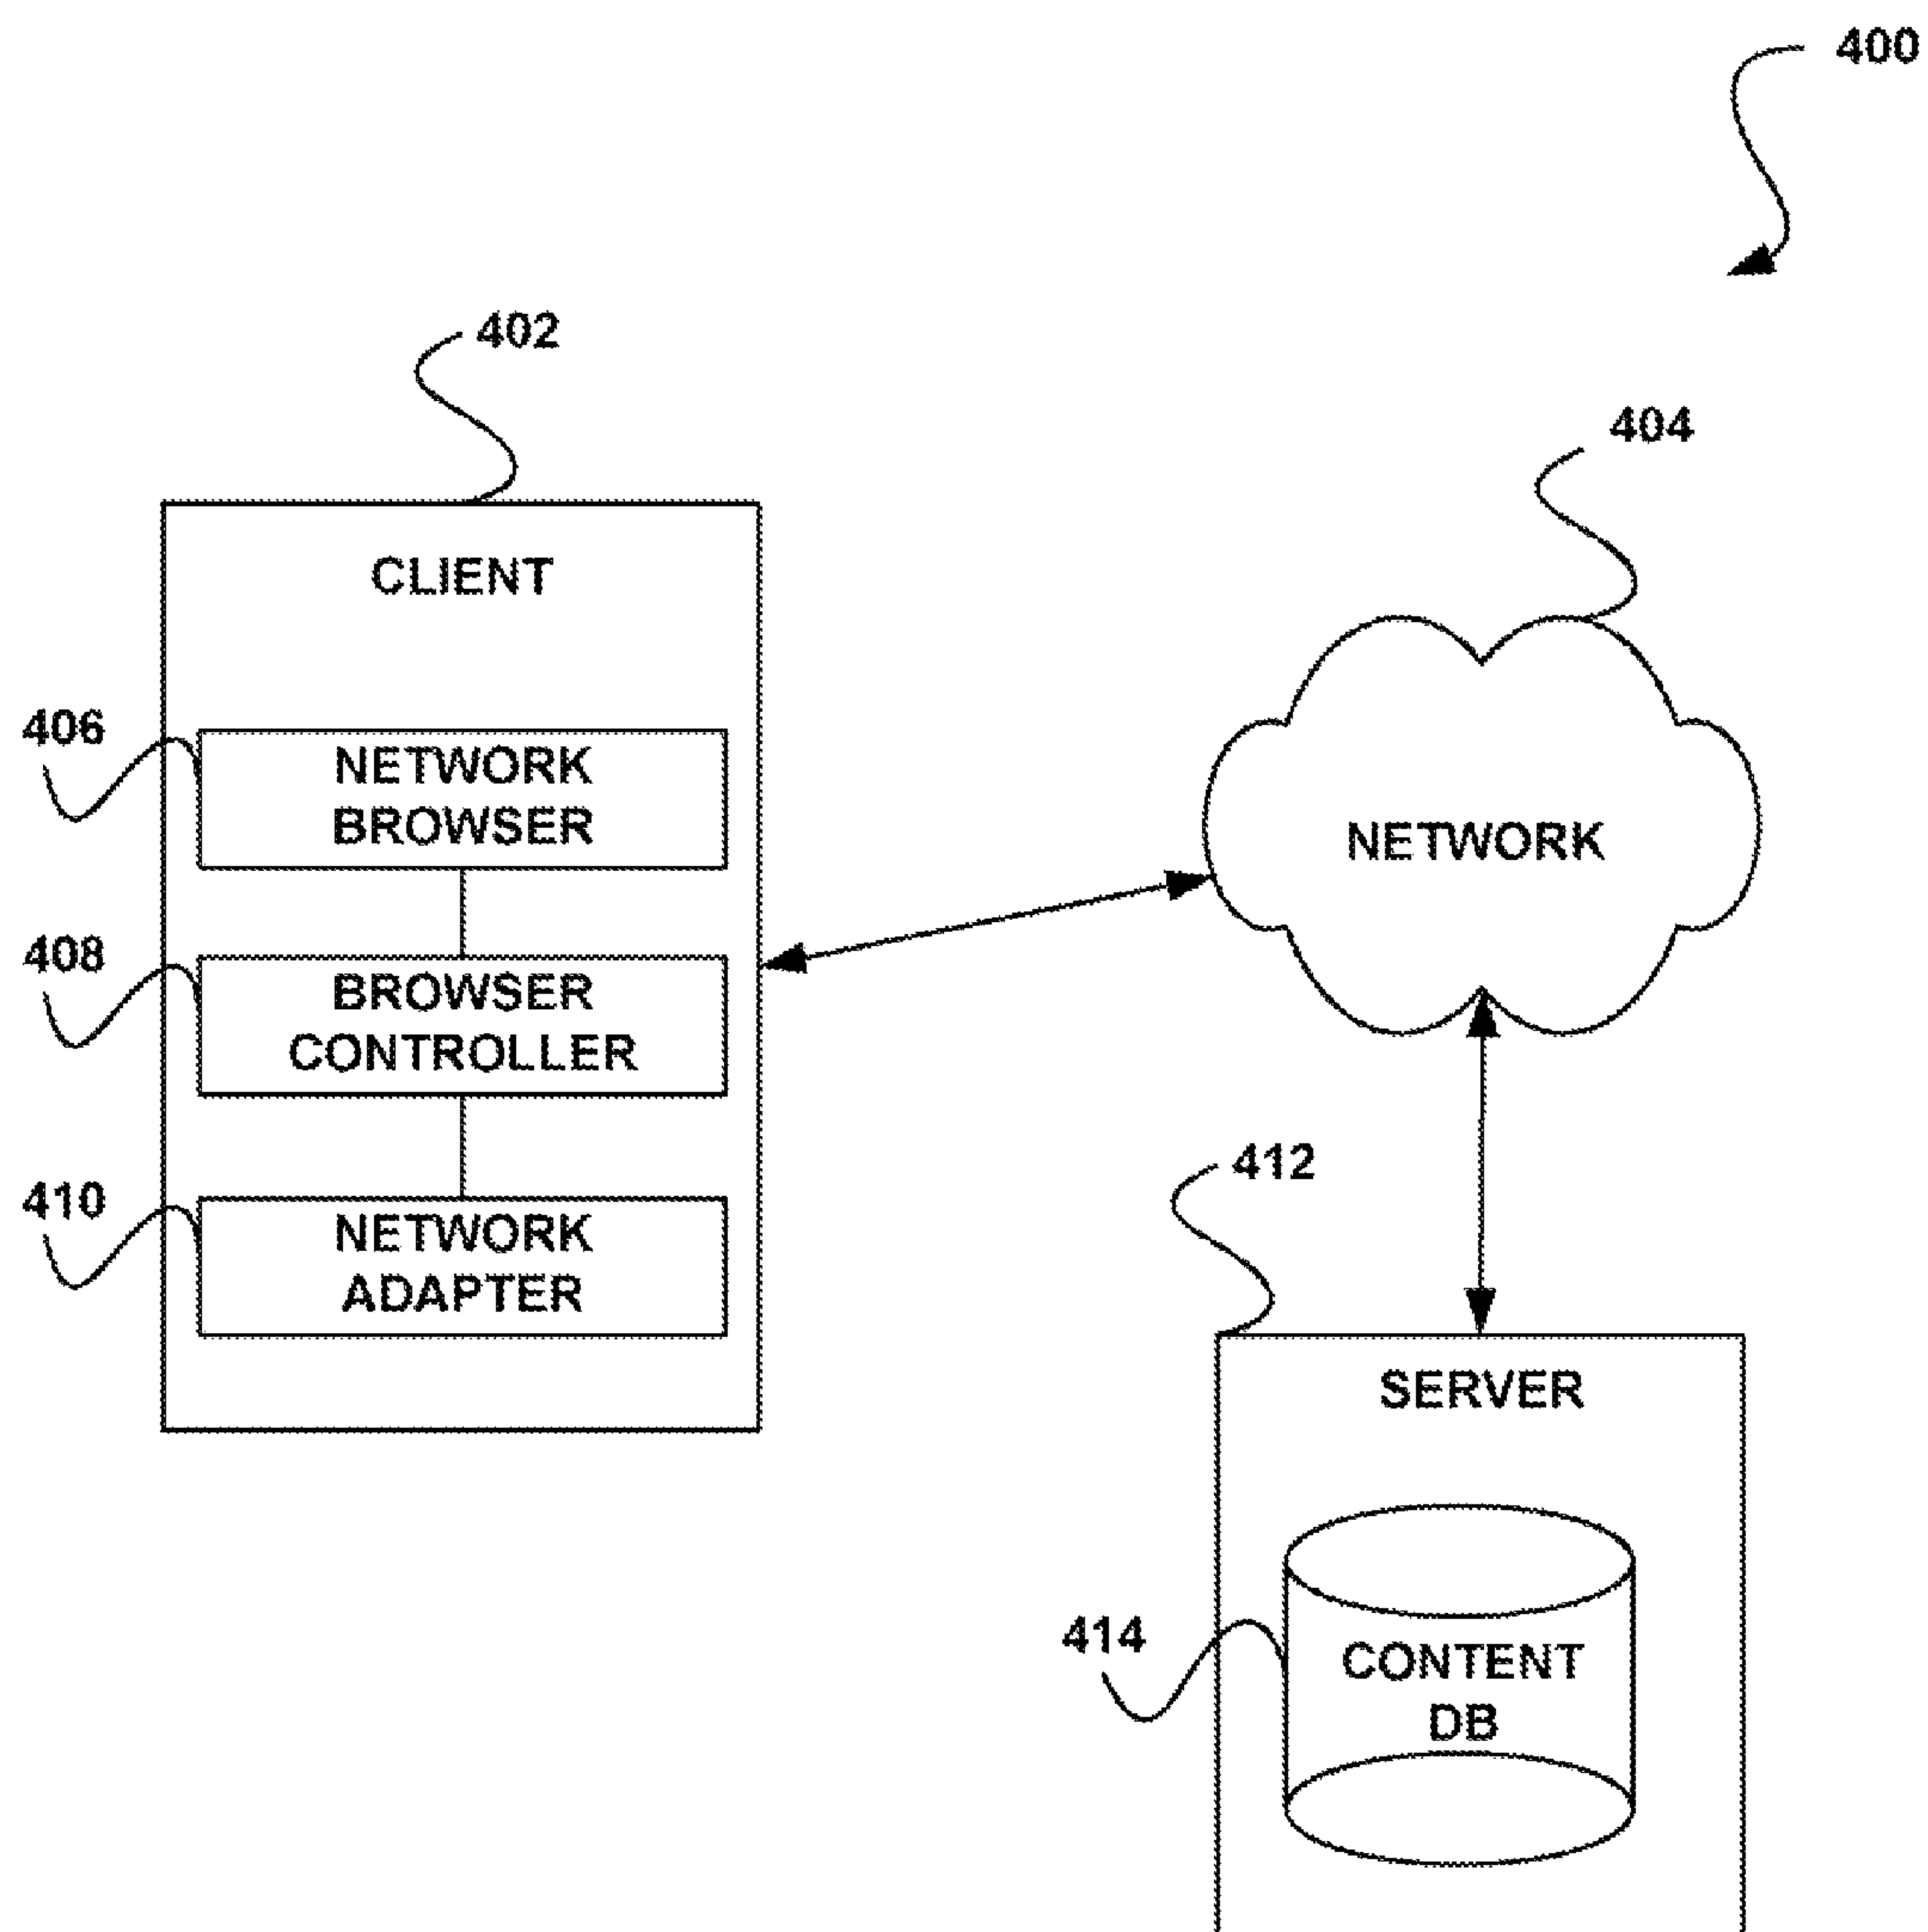 400
402
404
CLIENT
406
NETWORK
BROWSER
NETWORK
408
BROWSER
CONTROLLER
410
NETWORK
ADAPTER
412
SERVER
414
CONTENT
DB